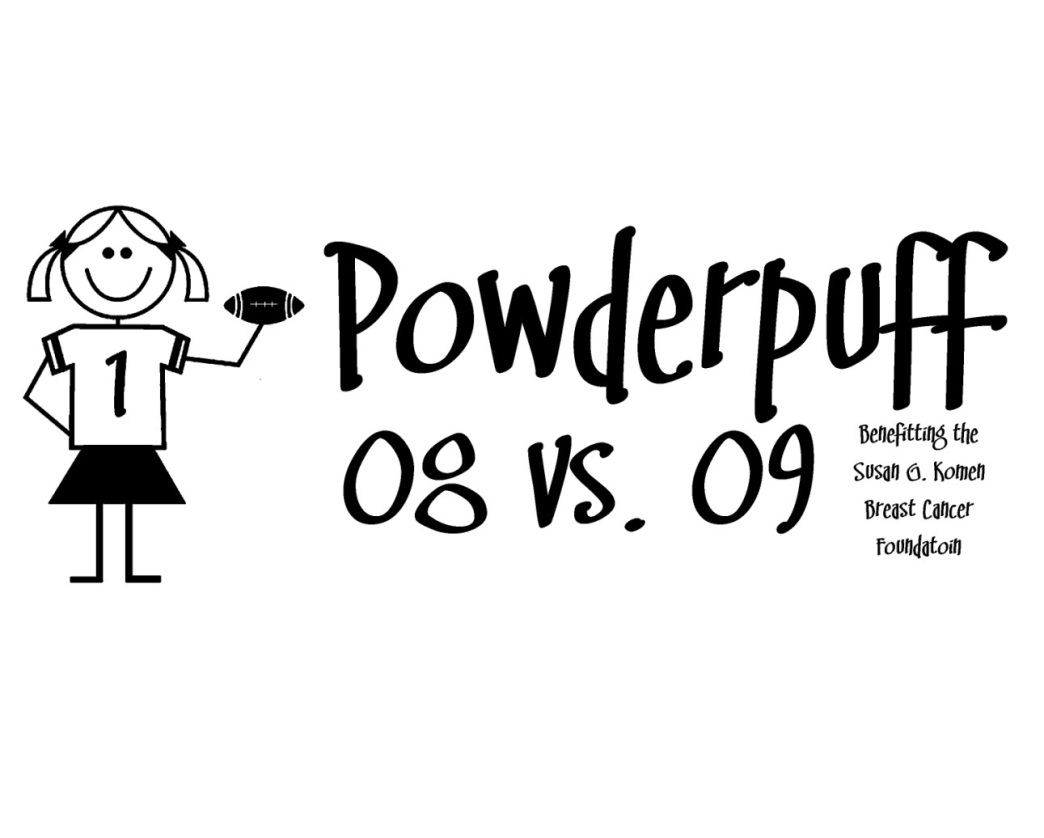 1
Powderpuff
08 vs. 09
Benefitting the
Susan G. Komen
Breast Cancer
Foundatoin